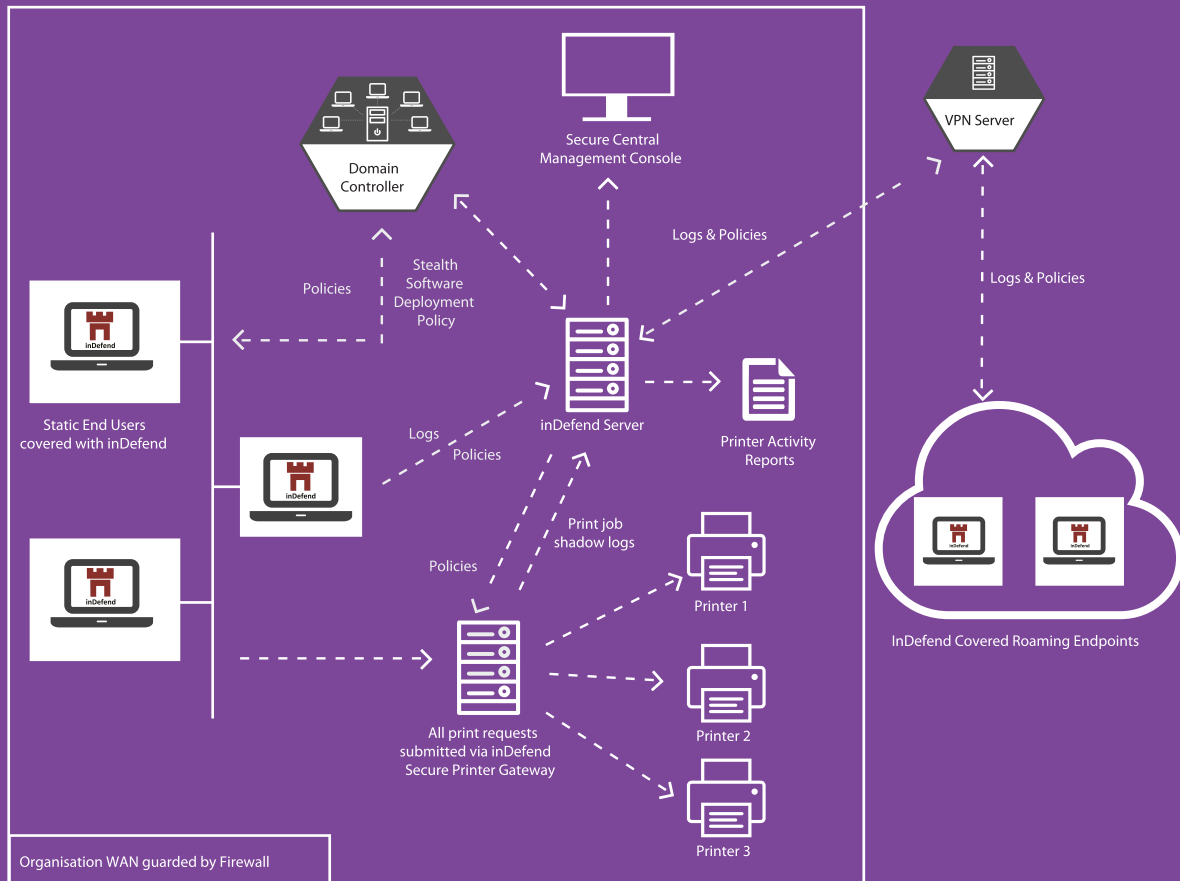 Domain
Controller
Secure Central
Management Console
VPN Server
Logs & Policies
Logs & Policies
Policies
Stealth
Software
Deployment
Policy
inDefend
Static End Users
covered with inDefend
inDefend Server
Printer Activity
Reports
Logs
Policies
inDefend
inDefend
Policies
Print job
shadow logs
inDefend
inDefend
InDefend Covered Roaming Endpoints
Printer 1
Printer 2
Printer 3
All print requests
submitted via inDefend
Secure Printer Gateway
Organisation WAN guarded by Firewall